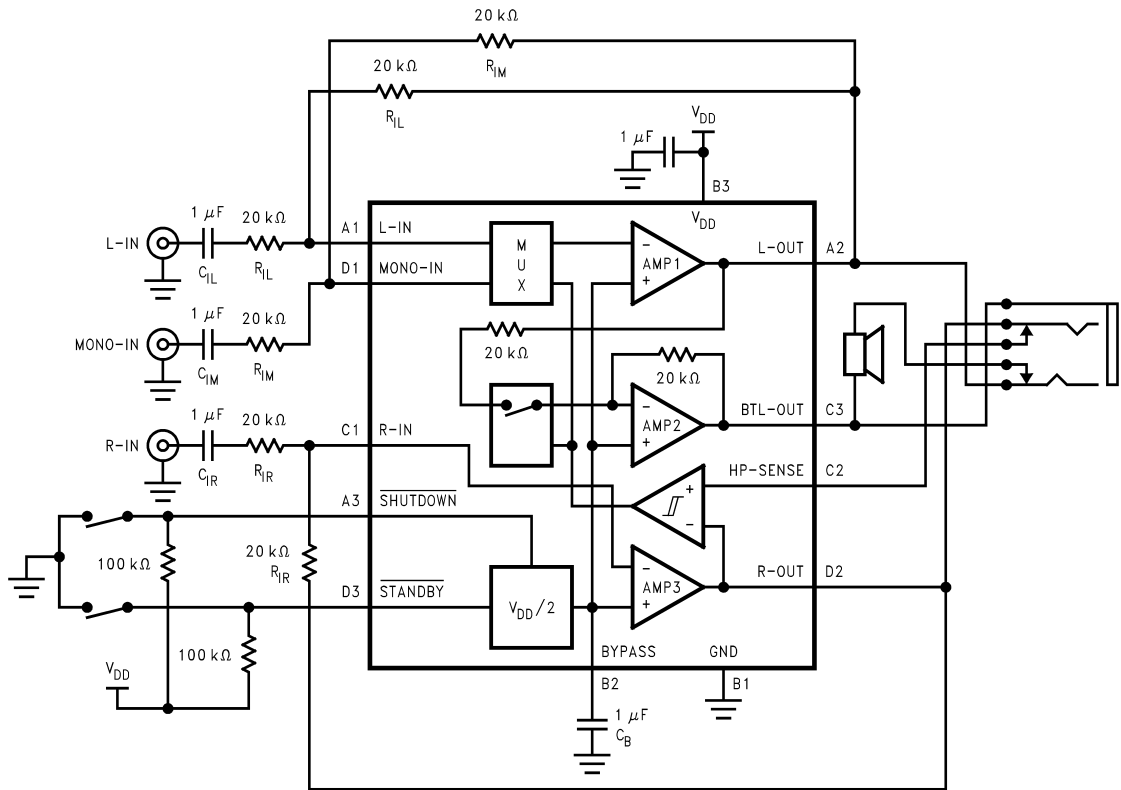 20 kΩ
R_IM
20 kΩ
R_IL
V_DD
1 μF
B3
V_DD
1 μF
20 kΩ
L-IN
C_IL
R_IL
A1
L-IN
D1
MONO-IN
MUX
-
AMP1
+
L-OUT
A2
1 μF
20 kΩ
MONO-IN
C_IM
R_IM
20 kΩ
20 kΩ
1 μF
20 kΩ
R-IN
C_IR
R_IR
C1
R-IN
-
AMP2
+
BTL-OUT
C3
HP-SENSE
C2
+
-
A3
SHUTDOWN
100 kΩ
20 kΩ
R_IR
D3
STANDBY
V_DD/2
-
AMP3
+
R-OUT
D2
100 kΩ
V_DD
BYPASS
GND
B2
B1
1 μF
C_B